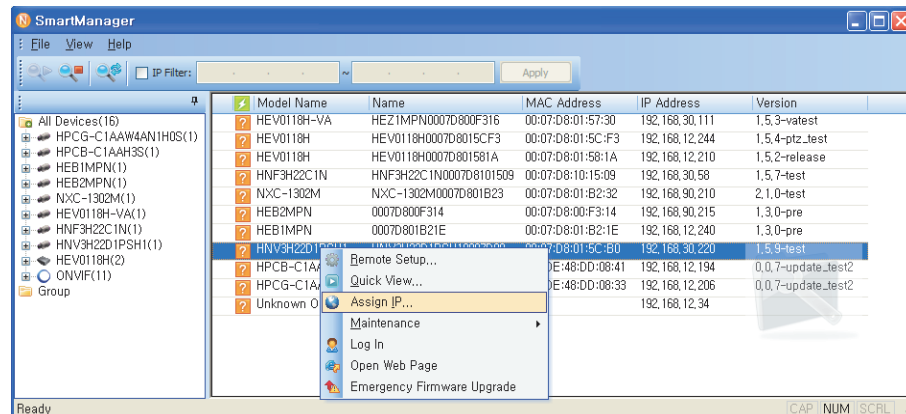 SmartManager
File View Help
IP Filter: . . . ~ . . . Apply
Model Name Name MAC Address IP Address Version
All Devices(16)
HPCG-C1AAW4AN1H0S(1)
HPCB-C1AAH3S(1)
HEB1MPN(1)
HEB2MPN(1)
NXC-1302M(1)
HEV0118H-VA(1)
HNF3H22C1N(1)
HNV3H22D1PSH1(1)
HEV0118H(2)
ONVIF(11)
Group
HEV0118H-VA HEZ1MPN0007D800F316 00:07:D8:01:57:30 192,168,30,111 1,5,3-vatest
HEV0118H HEV0118H0007D8015CF3 00:07:D8:01:5C:F3 192,168,12,244 1,5,4-ptz_test
HEV0118H HEV0118H0007D801581A 00:07:D8:01:58:1A 192,168,12,210 1,5,2-release
HNF3H22C1N HNF3H22C1N0007D8101509 00:07:D8:10:15:09 192,168,30,58 1,5,7-test
NXC-1302M NXC-1302M0007D801B23 00:07:D8:01:B2:32 192,168,90,210 2,1,0-test
HEB2MPN 0007D800F314 00:07:D8:00:F3:14 192,168,90,215 1,3,0-pre
HEB1MPN 0007D801B21E 00:07:D8:01:B2:1E 192,168,12,240 1,3,0-pre
HNV3H22D1PSH1 07:D8:01:5C:B0 192,168,30,220 1,5,9-test
HPCB-C1A DE:48:DD:08:41 192,168,12,194 0,0,7-update_test2
HPCG-C1A DE:48:DD:08:33 192,168,12,206 0,0,7-update_test2
Unknown O 192,168,12,34
Remote Setup...
Quick View...
Assign IP...
Maintenance
Log In
Open Web Page
Emergency Firmware Upgrade
Ready CAP NUM SCRL